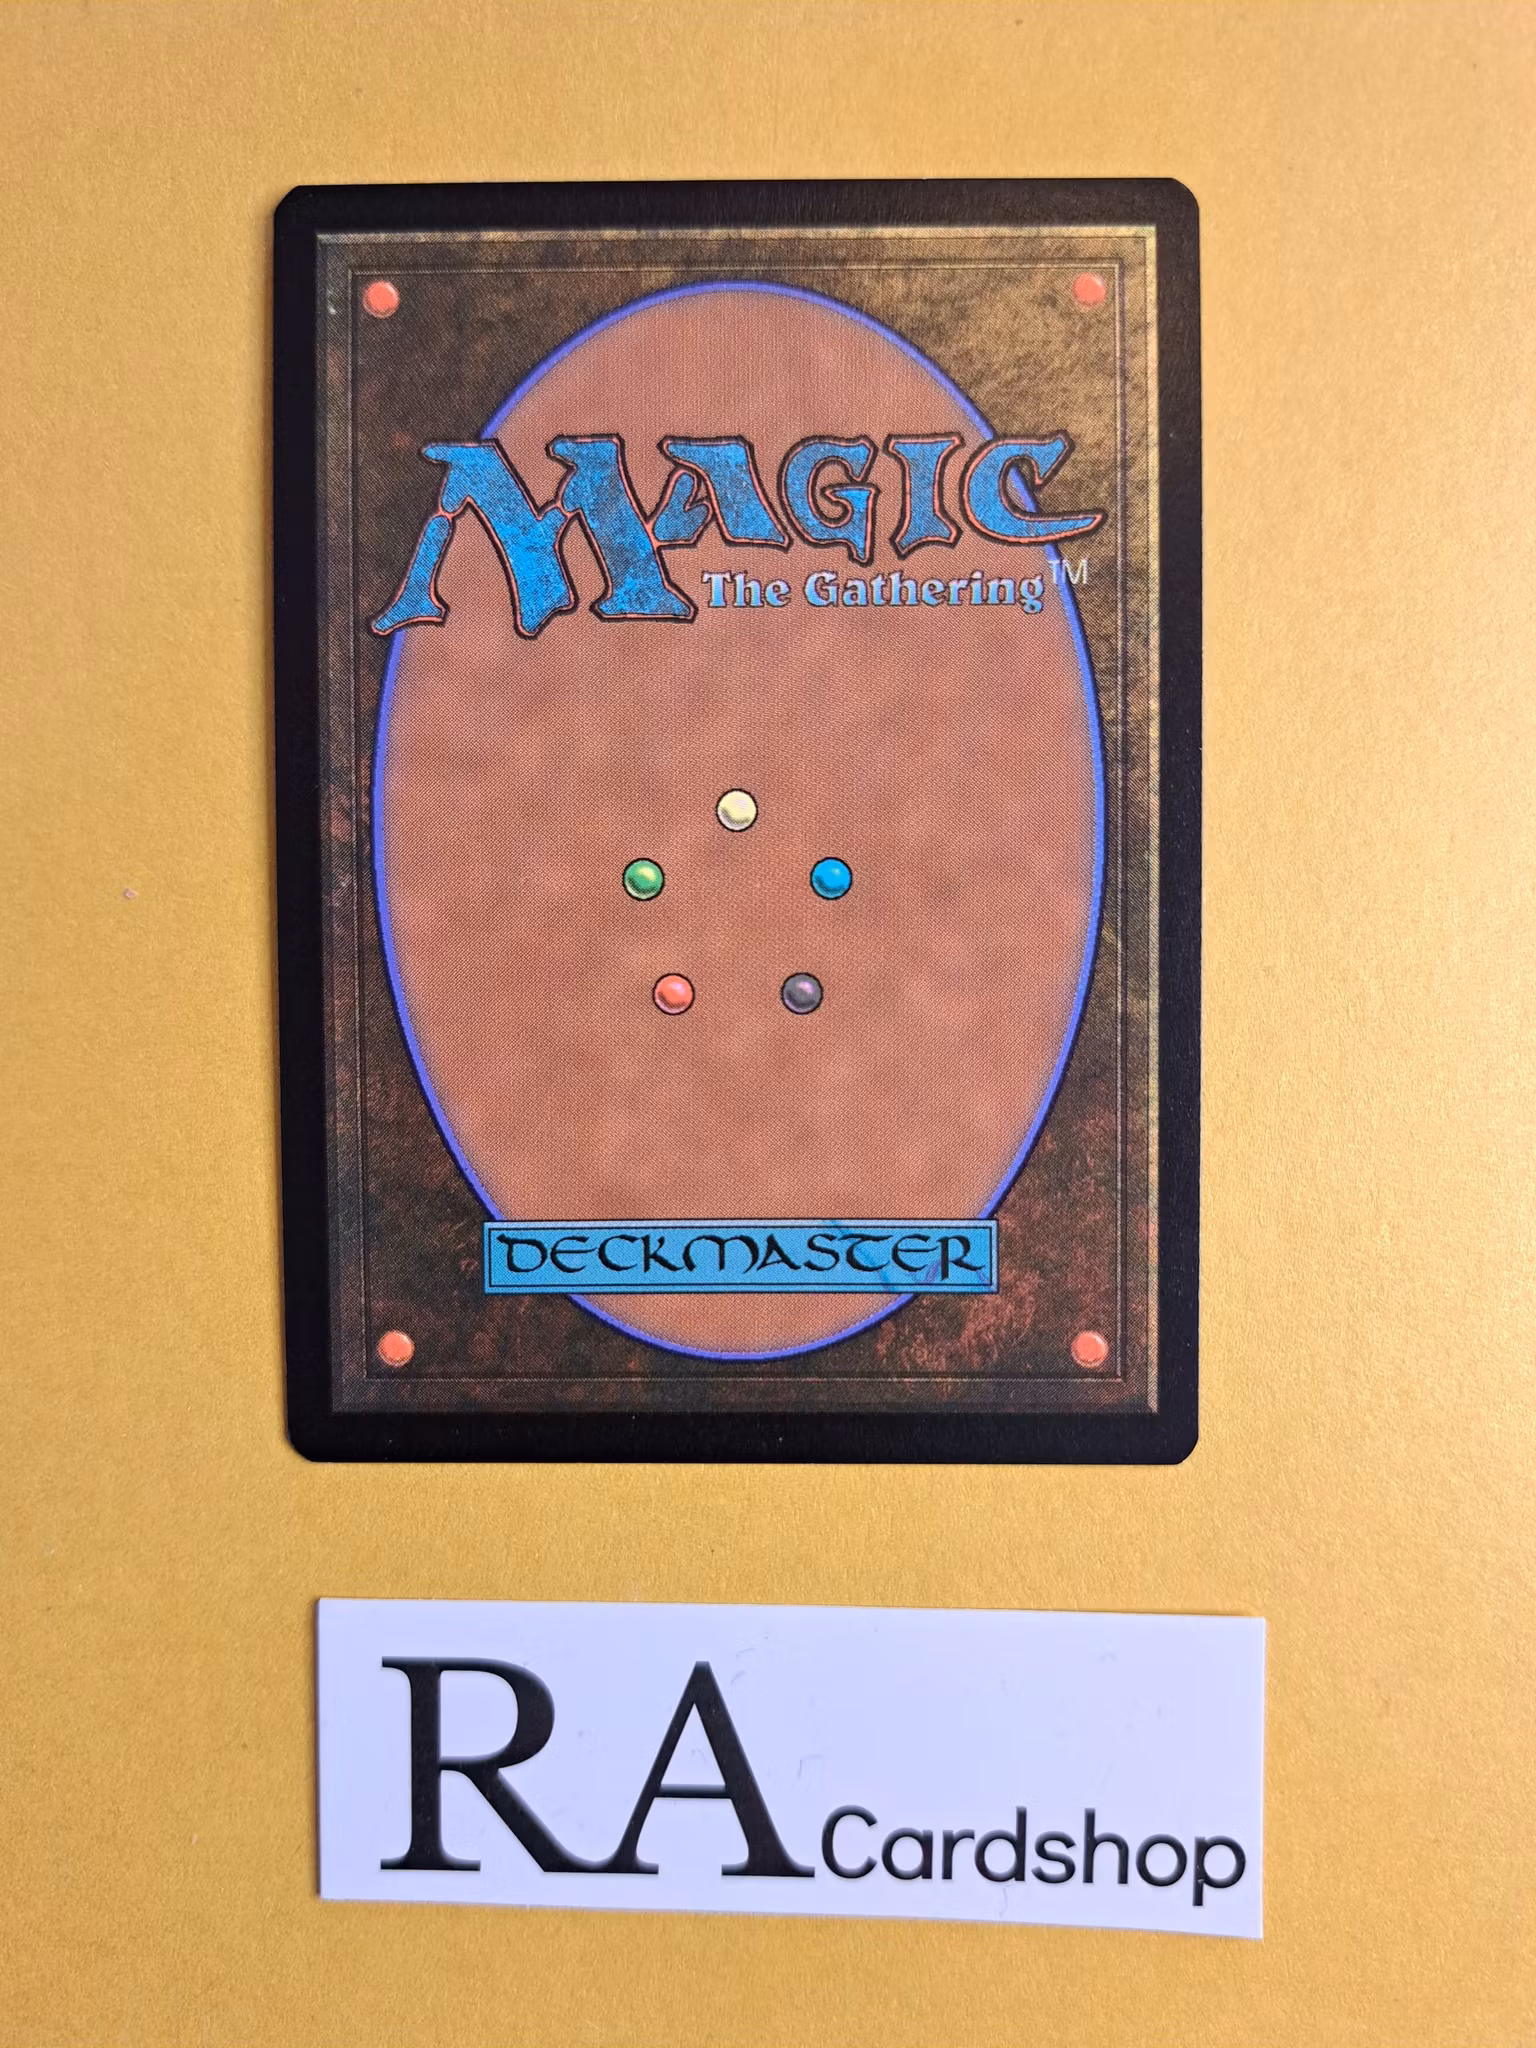 MAGIC
The Gathering™
DECKMASTER
RA Cardshop